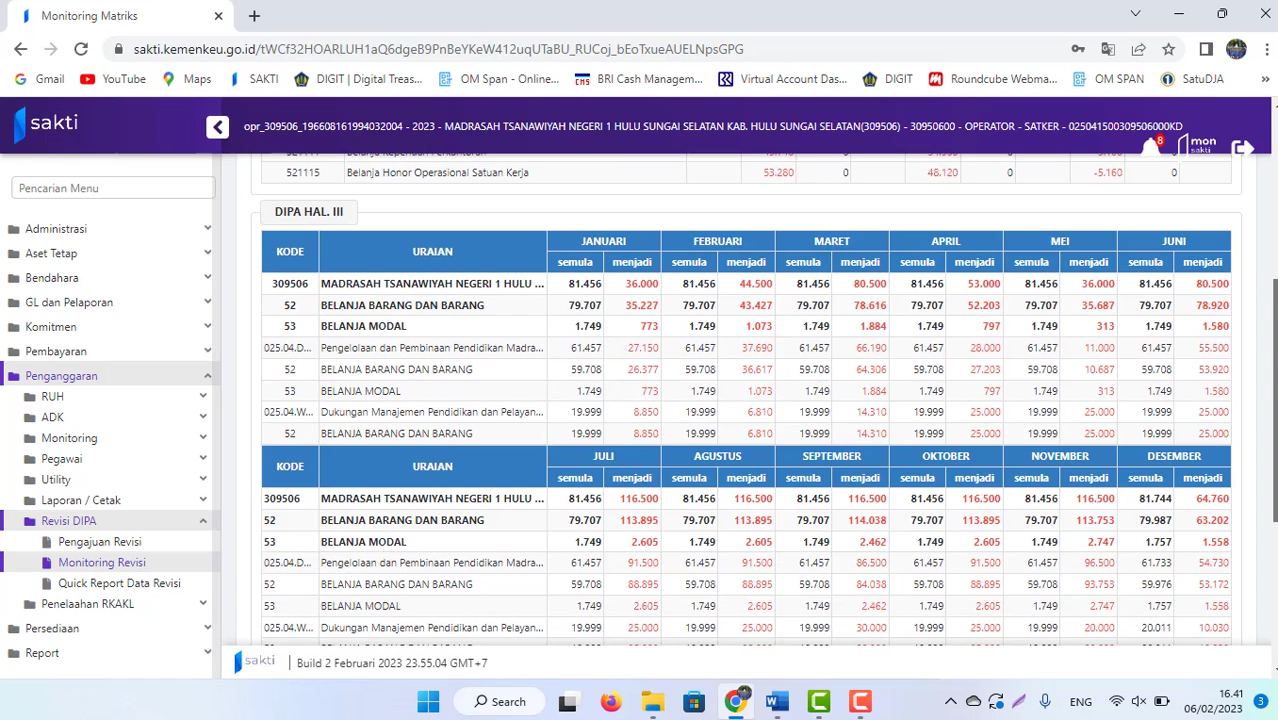 Monitoring Matriks
sakti.kemenkeu.go.id/tWCf32HOARLUH1aQ6dgeB9PnBeYKeW412uqUTaBU_RUCoj_bEoTxueAUELNpsGPG
Gmail YouTube Maps SAKTI DIGIT | Digital Treas... OM Span - Online... BRI Cash Managem... Virtual Account Das... DIGIT Roundcube Webma... OM SPAN SatuDJA »
sakti opr_309506_196608161994032004 - 2023 - MADRASAH TSANAWIYAH NEGERI 1 HULU SUNGAI SELATAN KAB. HULU SUNGAI SELATAN(309506) - 30950600 - OPERATOR - SATKER - 025041500309506000KD
8 mon sakti
Pencarian Menu
Administrasi
Aset Tetap
Bendahara
GL dan Pelaporan
Komitmen
Pembayaran
Penganggaran
RUH
ADK
Monitoring
Pegawai
Utility
Laporan / Cetak
Revisi DIPA
Pengajuan Revisi
Monitoring Revisi
Quick Report Data Revisi
Penelaahan RKAKL
Persediaan
Report
521115 Belanja Honor Operasional Satuan Kerja 53.280 0 48.120 0 -5.160 0
DIPA HAL. III
KODE URAIAN JANUARI FEBRUARI MARET APRIL MEI JUNI
semula menjadi semula menjadi semula menjadi semula menjadi semula menjadi semula menjadi
309506 MADRASAH TSANAWIYAH NEGERI 1 HULU ... 81.456 36.000 81.456 44.500 81.456 80.500 81.456 53.000 81.456 36.000 81.456 80.500
52 BELANJA BARANG DAN BARANG 79.707 35.227 79.707 43.427 79.707 78.616 79.707 52.203 79.707 35.687 79.707 78.920
53 BELANJA MODAL 1.749 773 1.749 1.073 1.749 1.884 1.749 797 1.749 313 1.749 1.580
025.04.D... Pengelolaan dan Pembinaan Pendidikan Madra... 61.457 27.150 61.457 37.690 61.457 66.190 61.457 28.000 61.457 11.000 61.457 55.500
52 BELANJA BARANG DAN BARANG 59.708 26.377 59.708 36.617 59.708 64.306 59.708 27.203 59.708 10.687 59.708 53.920
53 BELANJA MODAL 1.749 773 1.749 1.073 1.749 1.884 1.749 797 1.749 313 1.749 1.580
025.04.W... Dukungan Manajemen Pendidikan dan Pelayan... 19.999 8.850 19.999 6.810 19.999 14.310 19.999 25.000 19.999 25.000 19.999 25.000
52 BELANJA BARANG DAN BARANG 19.999 8.850 19.999 6.810 19.999 14.310 19.999 25.000 19.999 25.000 19.999 25.000
KODE URAIAN JULI AGUSTUS SEPTEMBER OKTOBER NOVEMBER DESEMBER
semula menjadi semula menjadi semula menjadi semula menjadi semula menjadi semula menjadi
309506 MADRASAH TSANAWIYAH NEGERI 1 HULU ... 81.456 116.500 81.456 116.500 81.456 116.500 81.456 116.500 81.456 116.500 81.744 64.760
52 BELANJA BARANG DAN BARANG 79.707 113.895 79.707 113.895 79.707 114.038 79.707 113.895 79.707 113.753 79.987 63.202
53 BELANJA MODAL 1.749 2.605 1.749 2.605 1.749 2.462 1.749 2.605 1.749 2.747 1.757 1.558
025.04.D... Pengelolaan dan Pembinaan Pendidikan Madra... 61.457 91.500 61.457 91.500 61.457 86.500 61.457 91.500 61.457 96.500 61.733 54.730
52 BELANJA BARANG DAN BARANG 59.708 88.895 59.708 88.895 59.708 84.038 59.708 88.895 59.708 93.753 59.976 53.172
53 BELANJA MODAL 1.749 2.605 1.749 2.605 1.749 2.462 1.749 2.605 1.749 2.747 1.757 1.558
025.04.W... Dukungan Manajemen Pendidikan dan Pelayan... 19.999 25.000 19.999 25.000 19.999 30.000 19.999 25.000 19.999 20.000 20.011 10.030
sakti Build 2 Februari 2023 23.55.04 GMT+7
Search ENG 16.41
06/02/2023 3